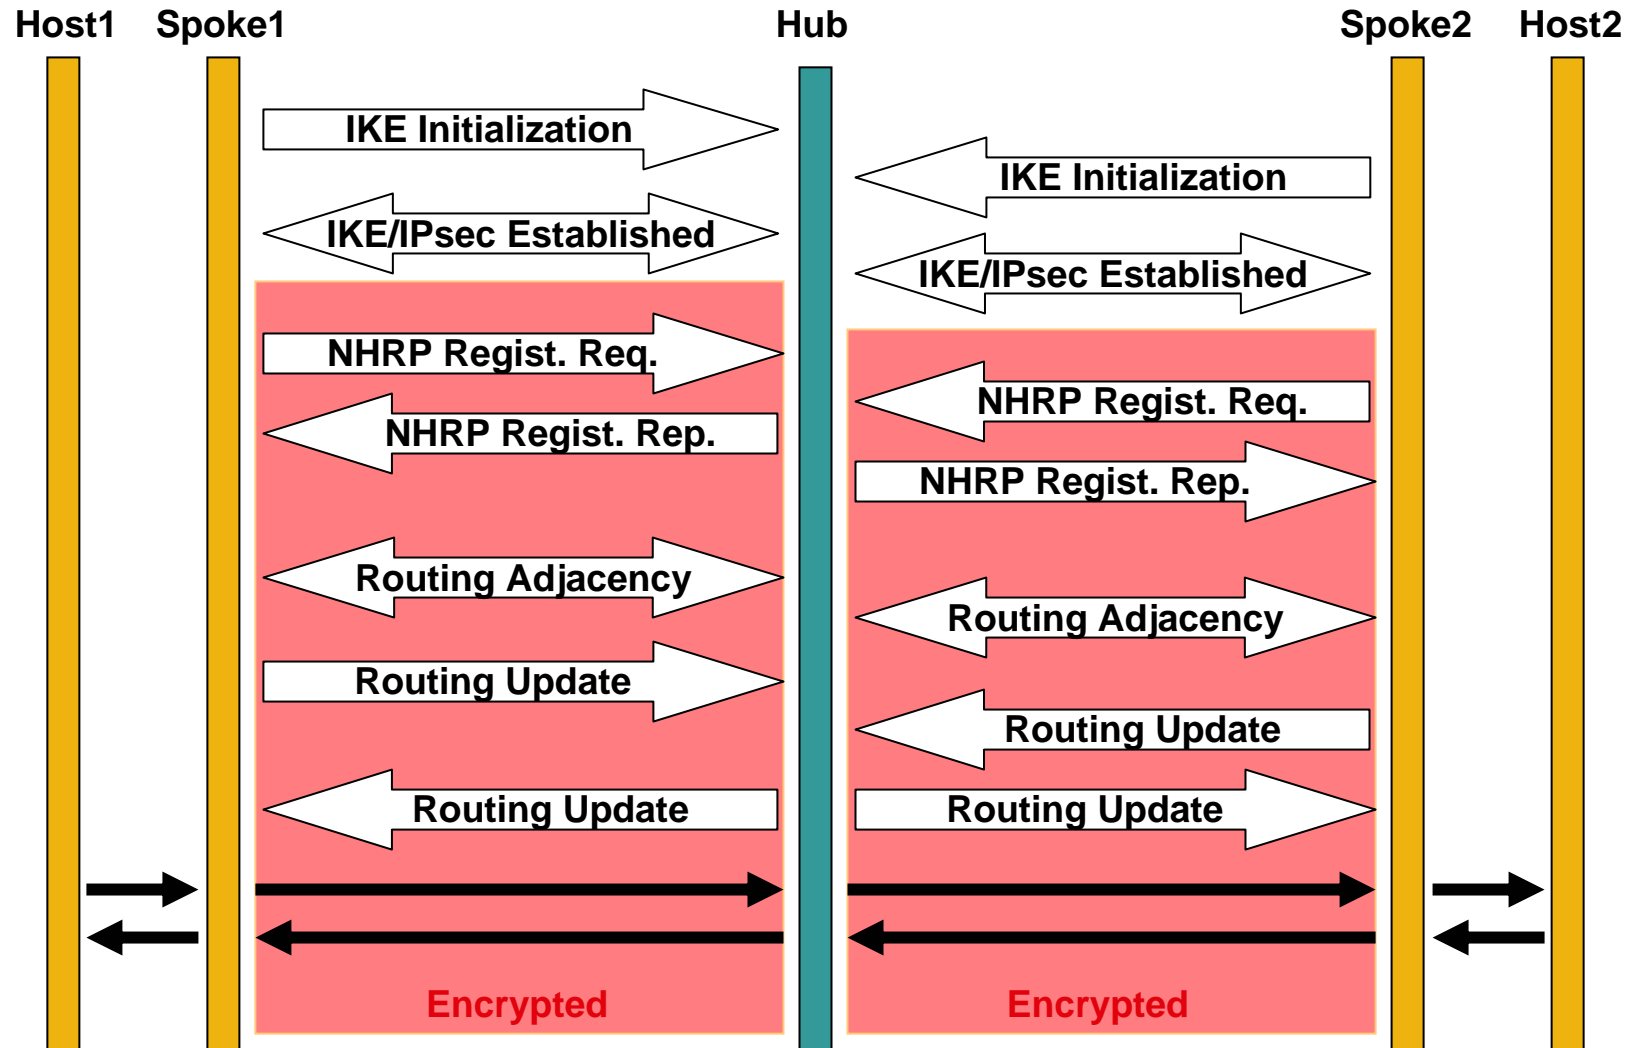 Host1 Spoke1 Hub Spoke2 Host2
IKE Initialization
IKE Initialization
IKE/IPsec Established
IKE/IPsec Established
NHRP Regist. Req.
NHRP Regist. Req.
NHRP Regist. Rep.
NHRP Regist. Rep.
Routing Adjacency
Routing Adjacency
Routing Update
Routing Update
Routing Update
Routing Update
Encrypted
Encrypted